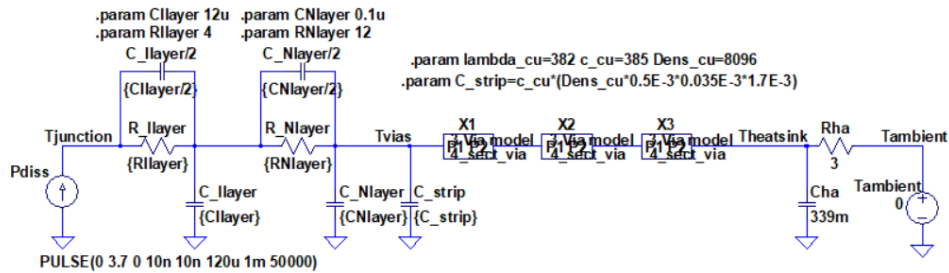 .param CIlayer 12u .param CNlayer 0.1u
.param RIlayer 4 .param RNlayer 12
C_Ilayer/2 C_Nlayer/2
.param lambda_cu=382 c_cu=385 Dens_cu=8096
.param C_strip=c_cu*(Dens_cu*0.5E-3*0.035E-3*1.7E-3)
{CIlayer/2} {CNlayer/2}
X1 X2 X3
Tjunction R_Ilayer R_Nlayer Tvias Via model Via model Via model Theatsink Rha Tambient
4_sect_via 4_sect_via 4_sect_via
{RIlayer} {RNlayer} 3
Pdiss
C_Ilayer C_Nlayer C_strip Cha Tambient
{CIlayer} {CNlayer} {C_strip} 339m 0
PULSE(0 3.7 0 10n 10n 120u 1m 50000)